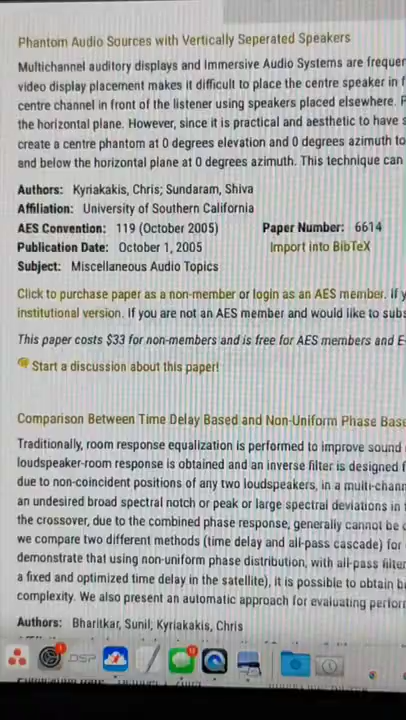 Phantom Audio Sources with Vertically Seperated Speakers
Multichannel auditory displays and Immersive Audio Systems are frequen
video display placement makes it difficult to place the centre speaker in f
centre channel in front of the listener using speakers placed elsewhere. P
the horizontal plane. However, since it is practical and aesthetic to have s
create a centre phantom at 0 degrees elevation and 0 degrees azimuth to
and below the horizontal plane at 0 degrees azimuth. This technique can
Authors: Kyriakakis, Chris; Sundaram, Shiva
Affiliation: University of Southern California
AES Convention: 119 (October 2005) Paper Number: 6614
Publication Date: October 1, 2005 Import into BibTeX
Subject: Miscellaneous Audio Topics
Click to purchase paper as a non-member or login as an AES member. If y
institutional version. If you are not an AES member and would like to subs
This paper costs $33 for non-members and is free for AES members and E-
Start a discussion about this paper!
Comparison Between Time Delay Based and Non-Uniform Phase Base
Traditionally, room response equalization is performed to improve sound
loudspeaker-room response is obtained and an inverse filter is designed f
due to non-coincident positions of any two loudspeakers, in a multi-chann
an undesired broad spectral notch or peak or large spectral deviations in
the crossover, due to the combined phase response, generally cannot be c
we compare two different methods (time delay and all-pass cascade) for
demonstrate that using non-uniform phase distribution, with all-pass filter
a fixed and optimized time delay in the satellite), it is possible to obtain b
complexity. We also present an automatic approach for evaluating perform
Authors: Bharitkar, Sunil; Kyriakakis, Chris
DSP